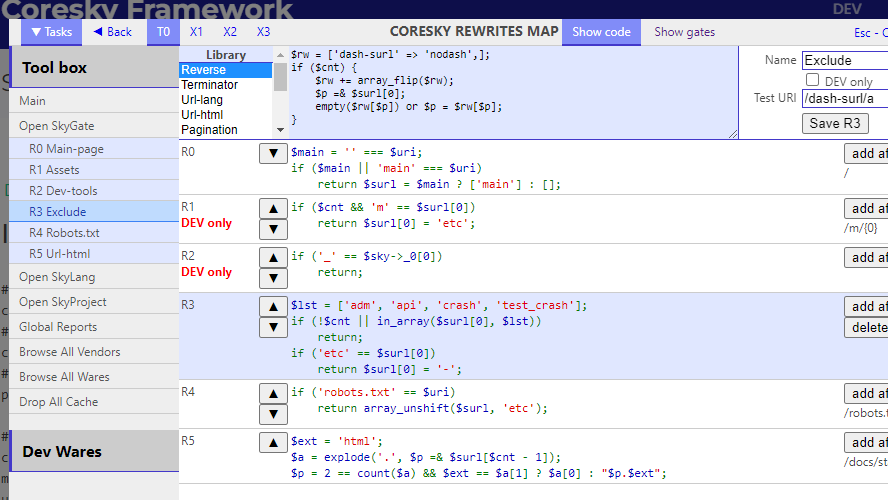 Coresky Framework
DEV
▼ Tasks
◄ Back
T0
X1
X2
X3
CORESKY REWRITES MAP
Show code
Show gates
Esc - C
Tool box
Main
Open SkyGate
R0 Main-page
R1 Assets
R2 Dev-tools
R3 Exclude
R4 Robots.txt
R5 Url-html
Open SkyLang
Open SkyProject
Global Reports
Browse All Vendors
Browse All Wares
Drop All Cache
Dev Wares
Library
Reverse
Terminator
Url-lang
Url-html
Pagination
$rw = ['dash-surl' => 'nodash',];
if ($cnt) {
$rw += array_flip($rw);
$p =& $surl[0];
empty($rw[$p]) or $p = $rw[$p];
}
Name Exclude
DEV only
Test URI /dash-surl/a
Save R3
R0
▼
$main = '' === $uri;
if ($main || 'main' === $uri)
return $surl = $main ? ['main'] : [];
add af
/
R1
DEV only
▲
▼
if ($cnt && 'm' == $surl[0])
return $surl[0] = 'etc';
add af
/m/{0}
R2
DEV only
▲
▼
if ('_' == $sky->_0[0])
return;
add af
R3
▲
▼
$lst = ['adm', 'api', 'crash', 'test_crash'];
if (!$cnt || in_array($surl[0], $lst))
return;
if ('etc' == $surl[0])
return $surl[0] = '-';
add af
delete
R4
▲
▼
if ('robots.txt' == $uri)
return array_unshift($surl, 'etc');
add af
/robots.t
R5
▲
$ext = 'html';
$a = explode('.', $p =& $surl[$cnt - 1]);
$p = 2 == count($a) && $ext == $a[1] ? $a[0] : "$p.$ext";
add af
/docs/st